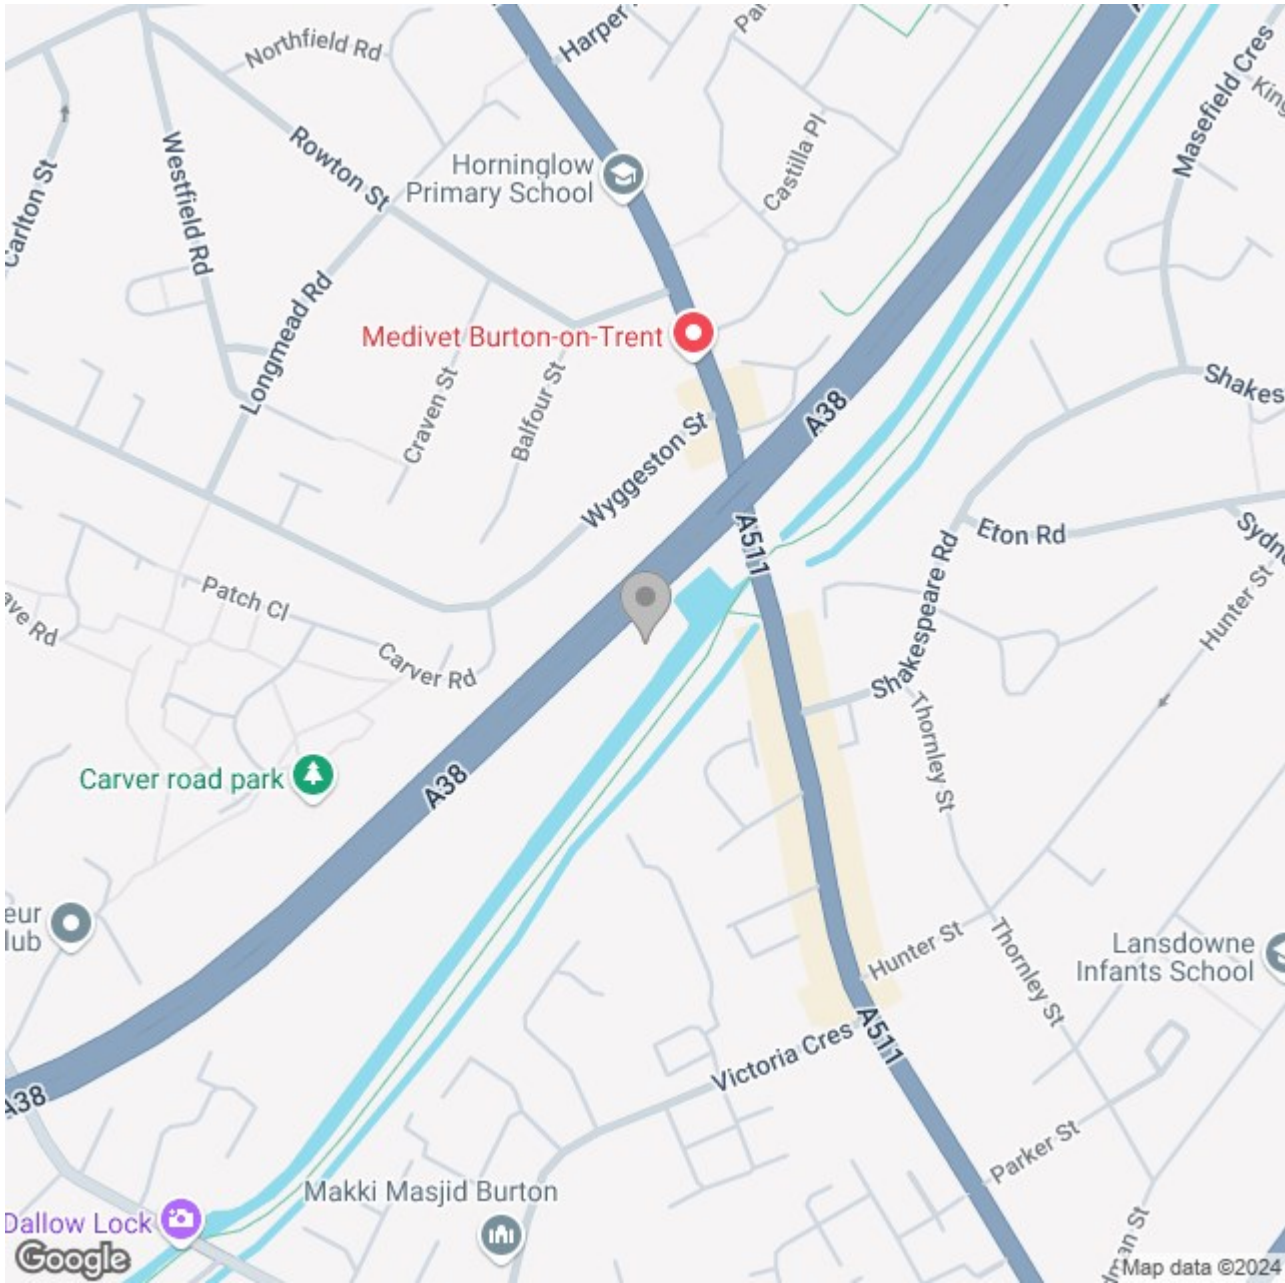 Northfield Rd
Harper
Carlton St
Westfield Rd
Rowton St
Horninglow
Primary School
Castilla Pl
Masefield Cres
Longmead Rd
Medivet Burton-on-Trent
Craven St
Balfour St
A38
Shakes
Wyggeston St
A511
Eton Rd
Patch Cl
Carver Rd
Shakespeare Rd
Hunter St
Thornley St
Carver road park
A38
Hunter St
Thornley St
Lansdowne
Infants School
Victoria Cres
A511
A38
Parker St
Makki Masjid Burton
Dallow Lock
Google
Map data ©2024